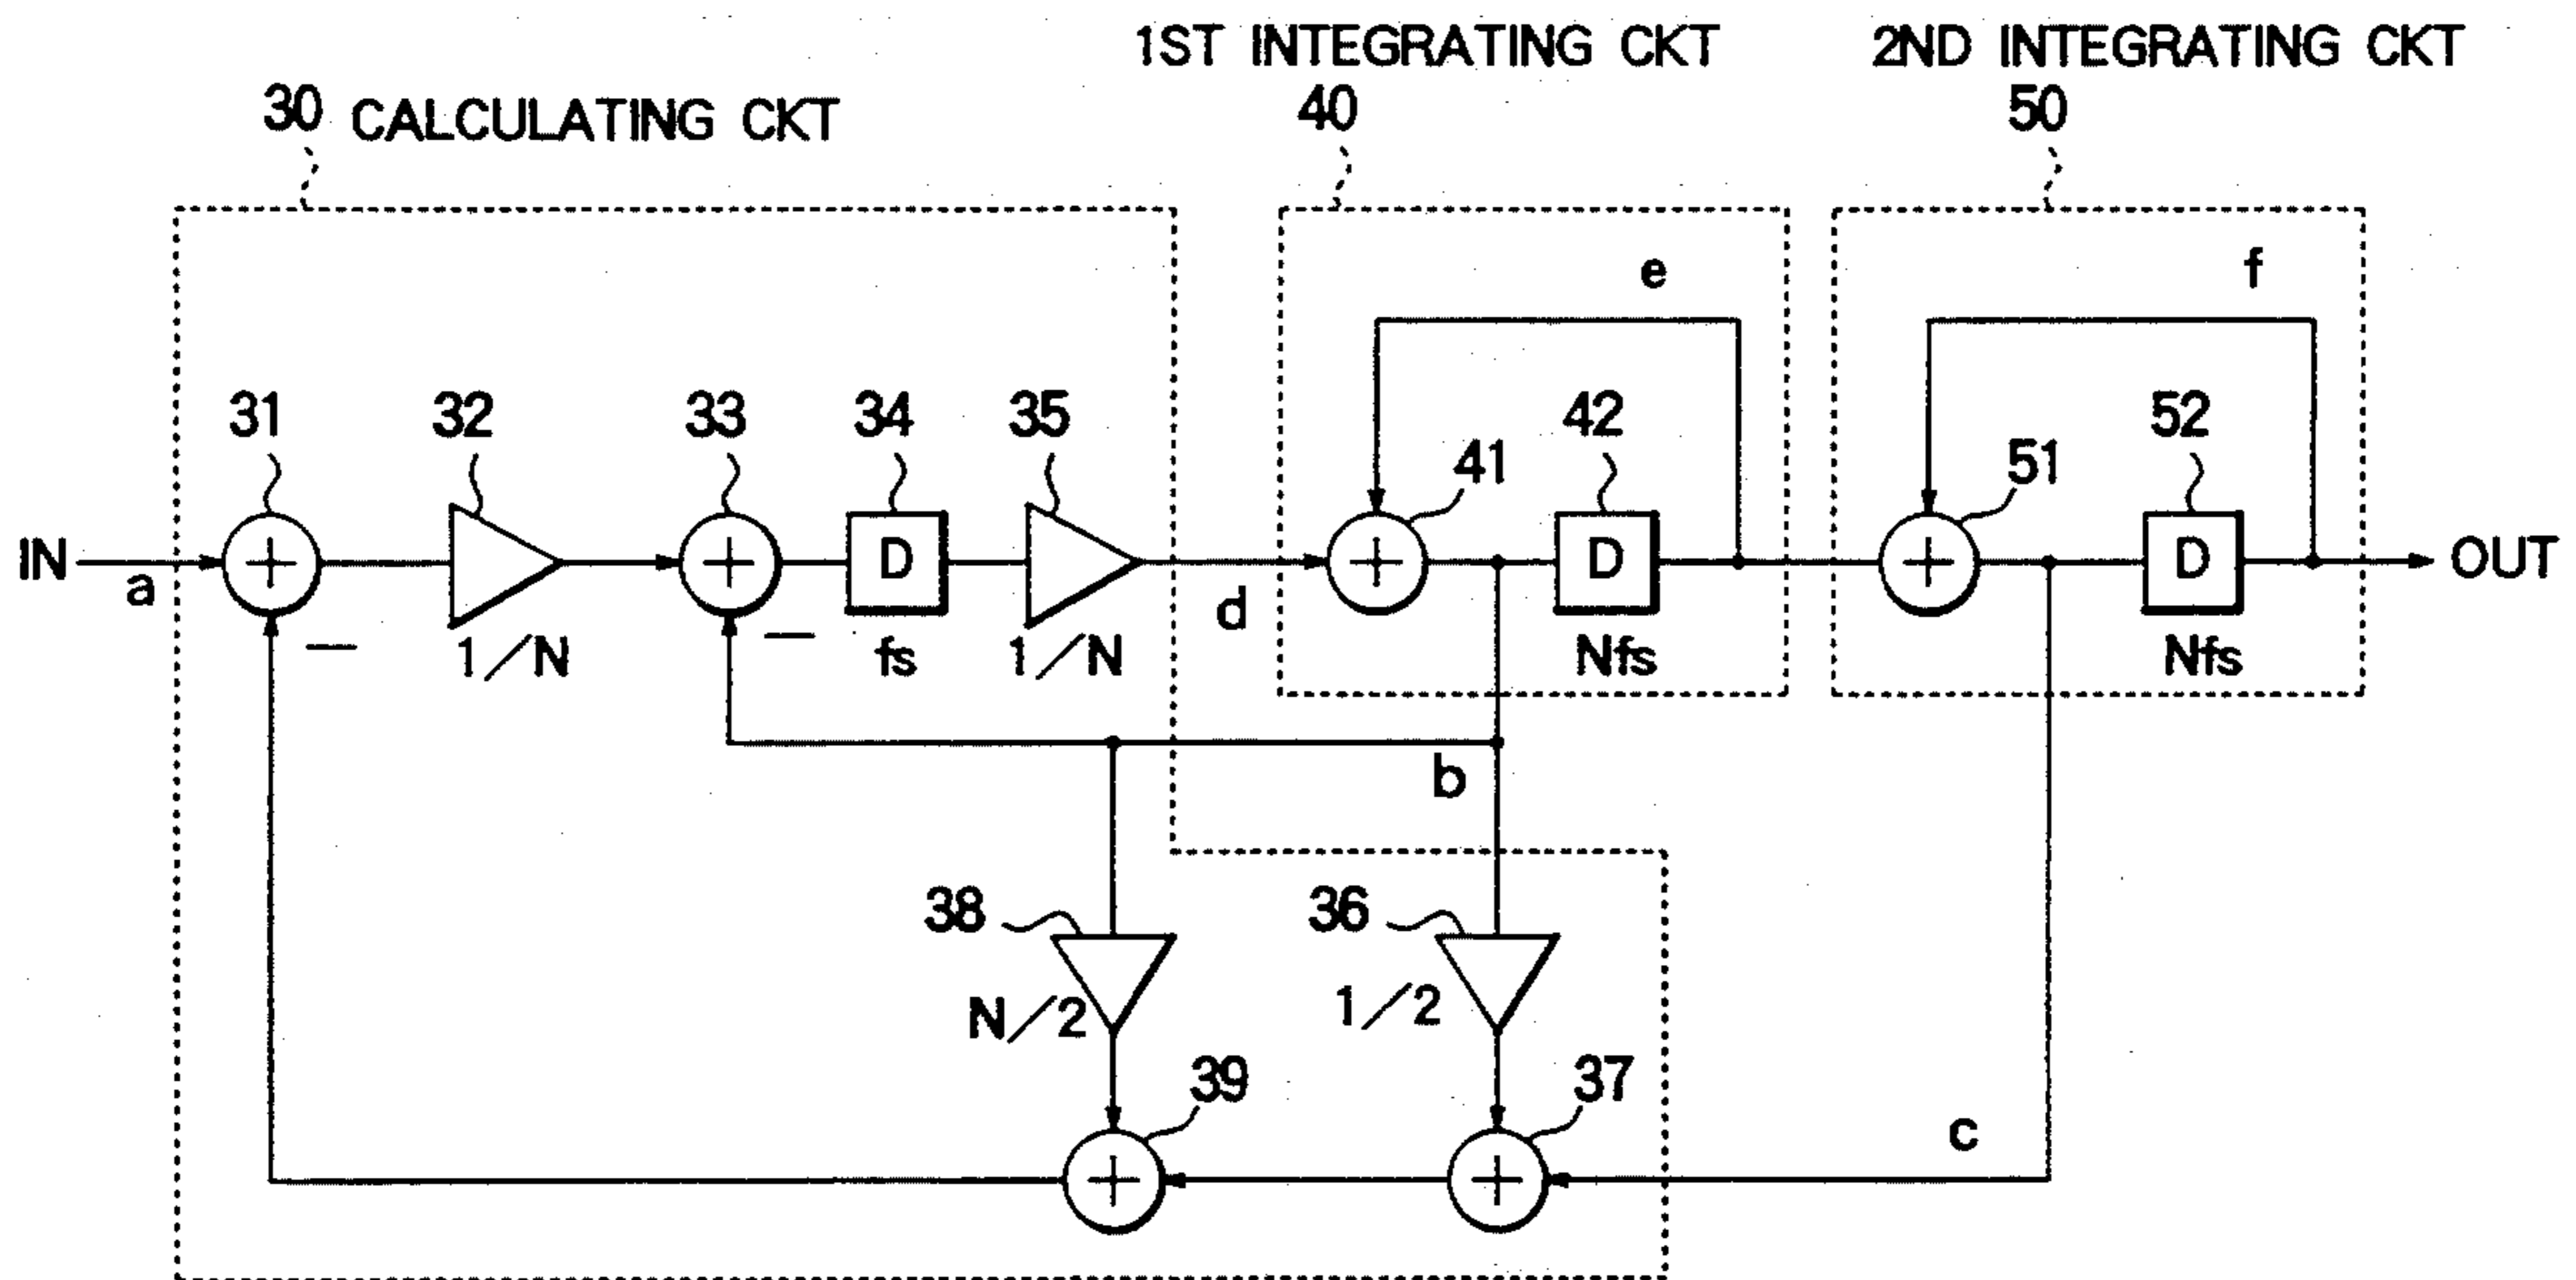 1ST INTEGRATING CKT
2ND INTEGRATING CKT
30 CALCULATING CKT
40
50
e
f
31
32
33
34
35
41
42
51
52
IN
a
+
+
D
d
+
D
+
D
OUT
−
1/N
−
fs
1/N
Nfs
Nfs
b
38
36
N/2
1/2
39
37
c
+
+